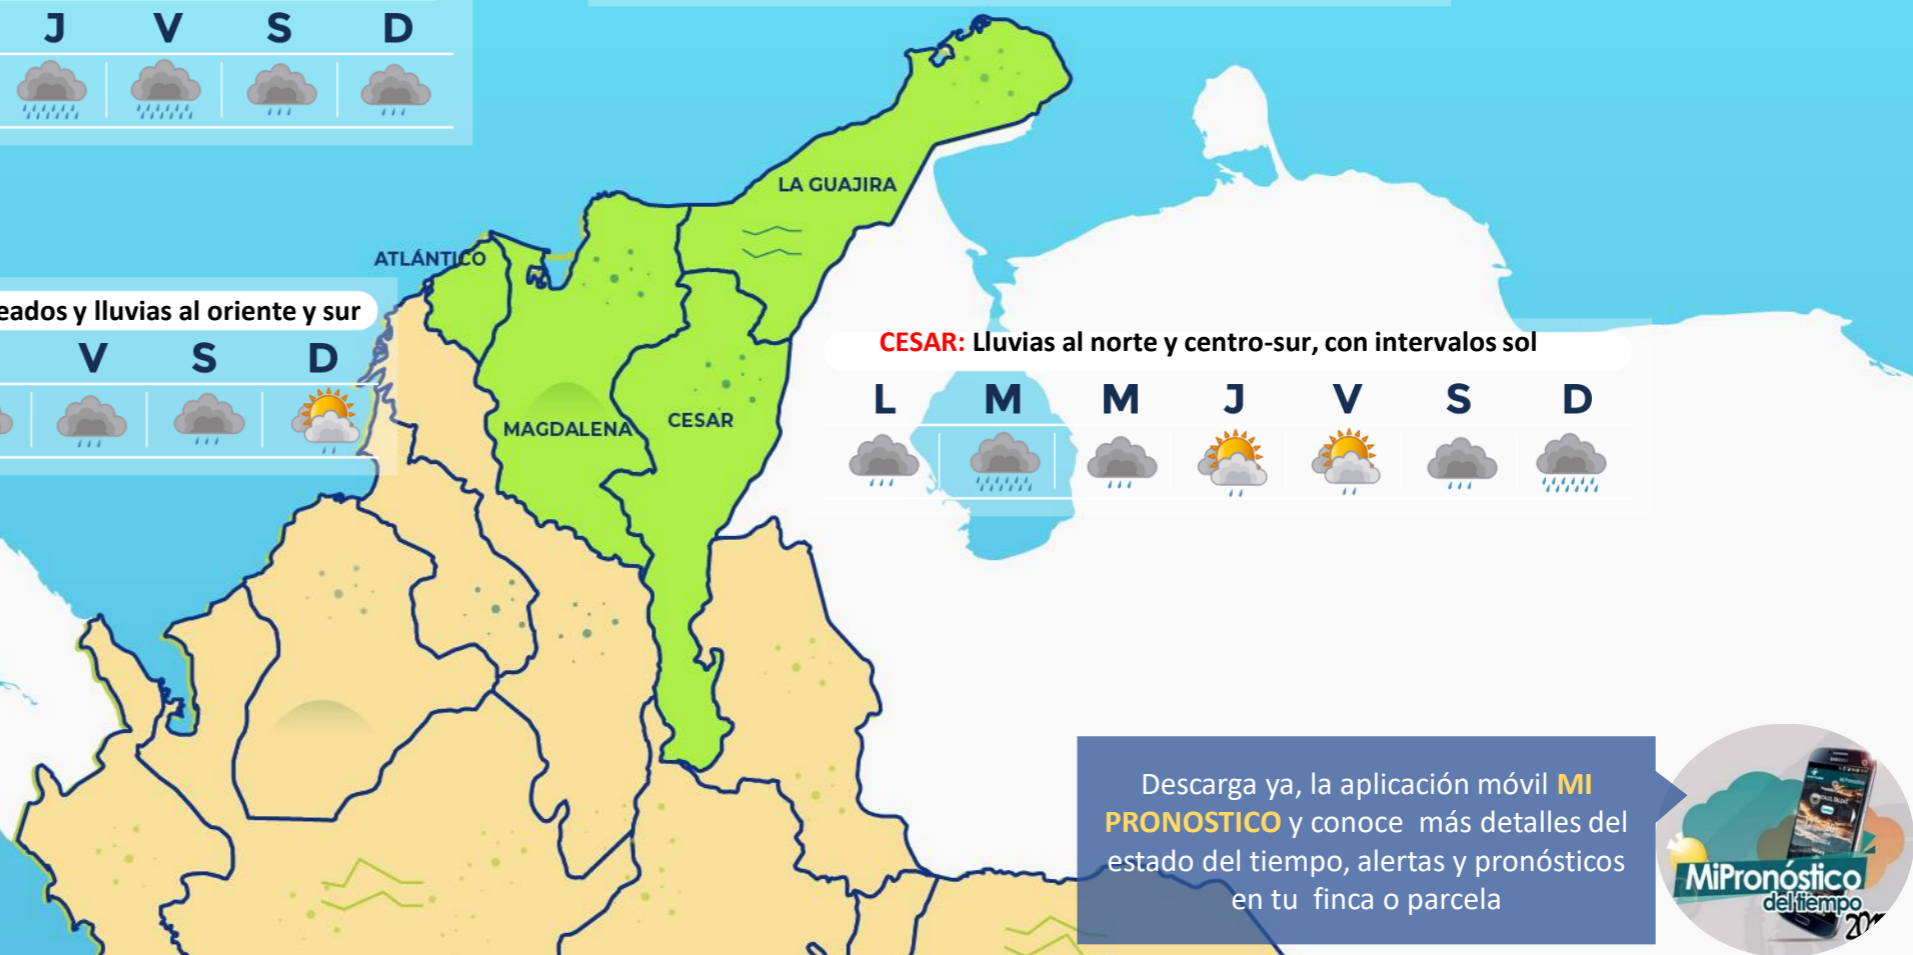 J V S D
LA GUAJIRA
ATLÁNTICO
y lluvias al oriente y sur
V S D
CESAR: Lluvias al norte y centro-sur, con intervalos sol
L M M J V S D
MAGDALENA
CESAR
Descarga ya, la aplicación móvil MI
PRONOSTICO y conoce más detalles del
estado del tiempo, alertas y pronósticos
en tu finca o parcela
MiPronóstico
del tiempo